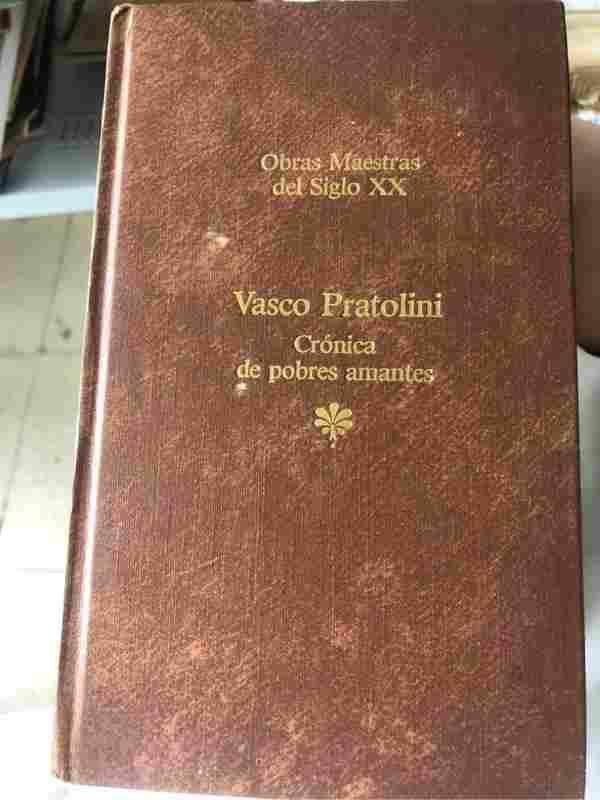 Obras Maestras
del Siglo XX
Vasco Pratolini
Crónica
de pobres amantes